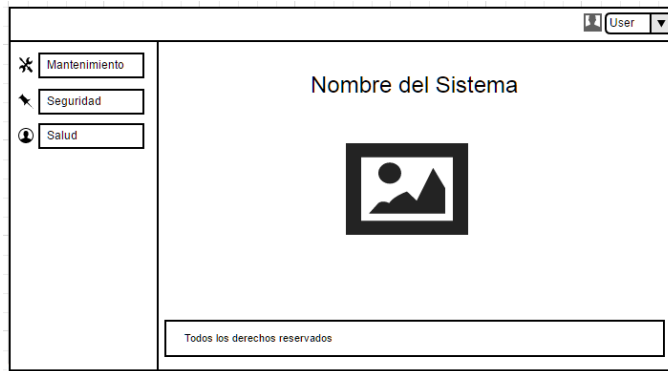 User
Mantenimiento
Seguridad
Salud
Nombre del Sistema
Todos los derechos reservados